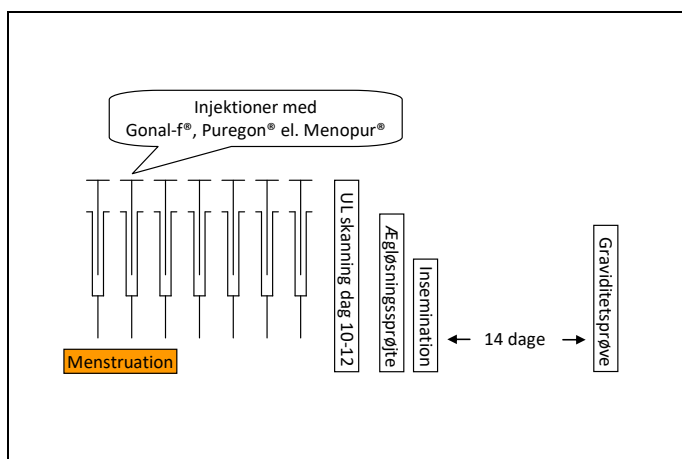 Injektioner med
Gonal-f®, Puregon® el. Menopur®
UL skanning dag 10-12
Ægløsningssprøjte
Insemination
Graviditetsprøve
14 dage
Menstruation